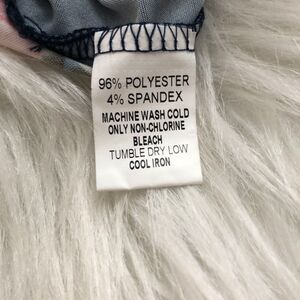 96% POLYESTER
4% SPANDEX
MACHINE WASH COLD
ONLY NON-CHLORINE
BLEACH
TUMBLE DRY LOW
COOL IRON